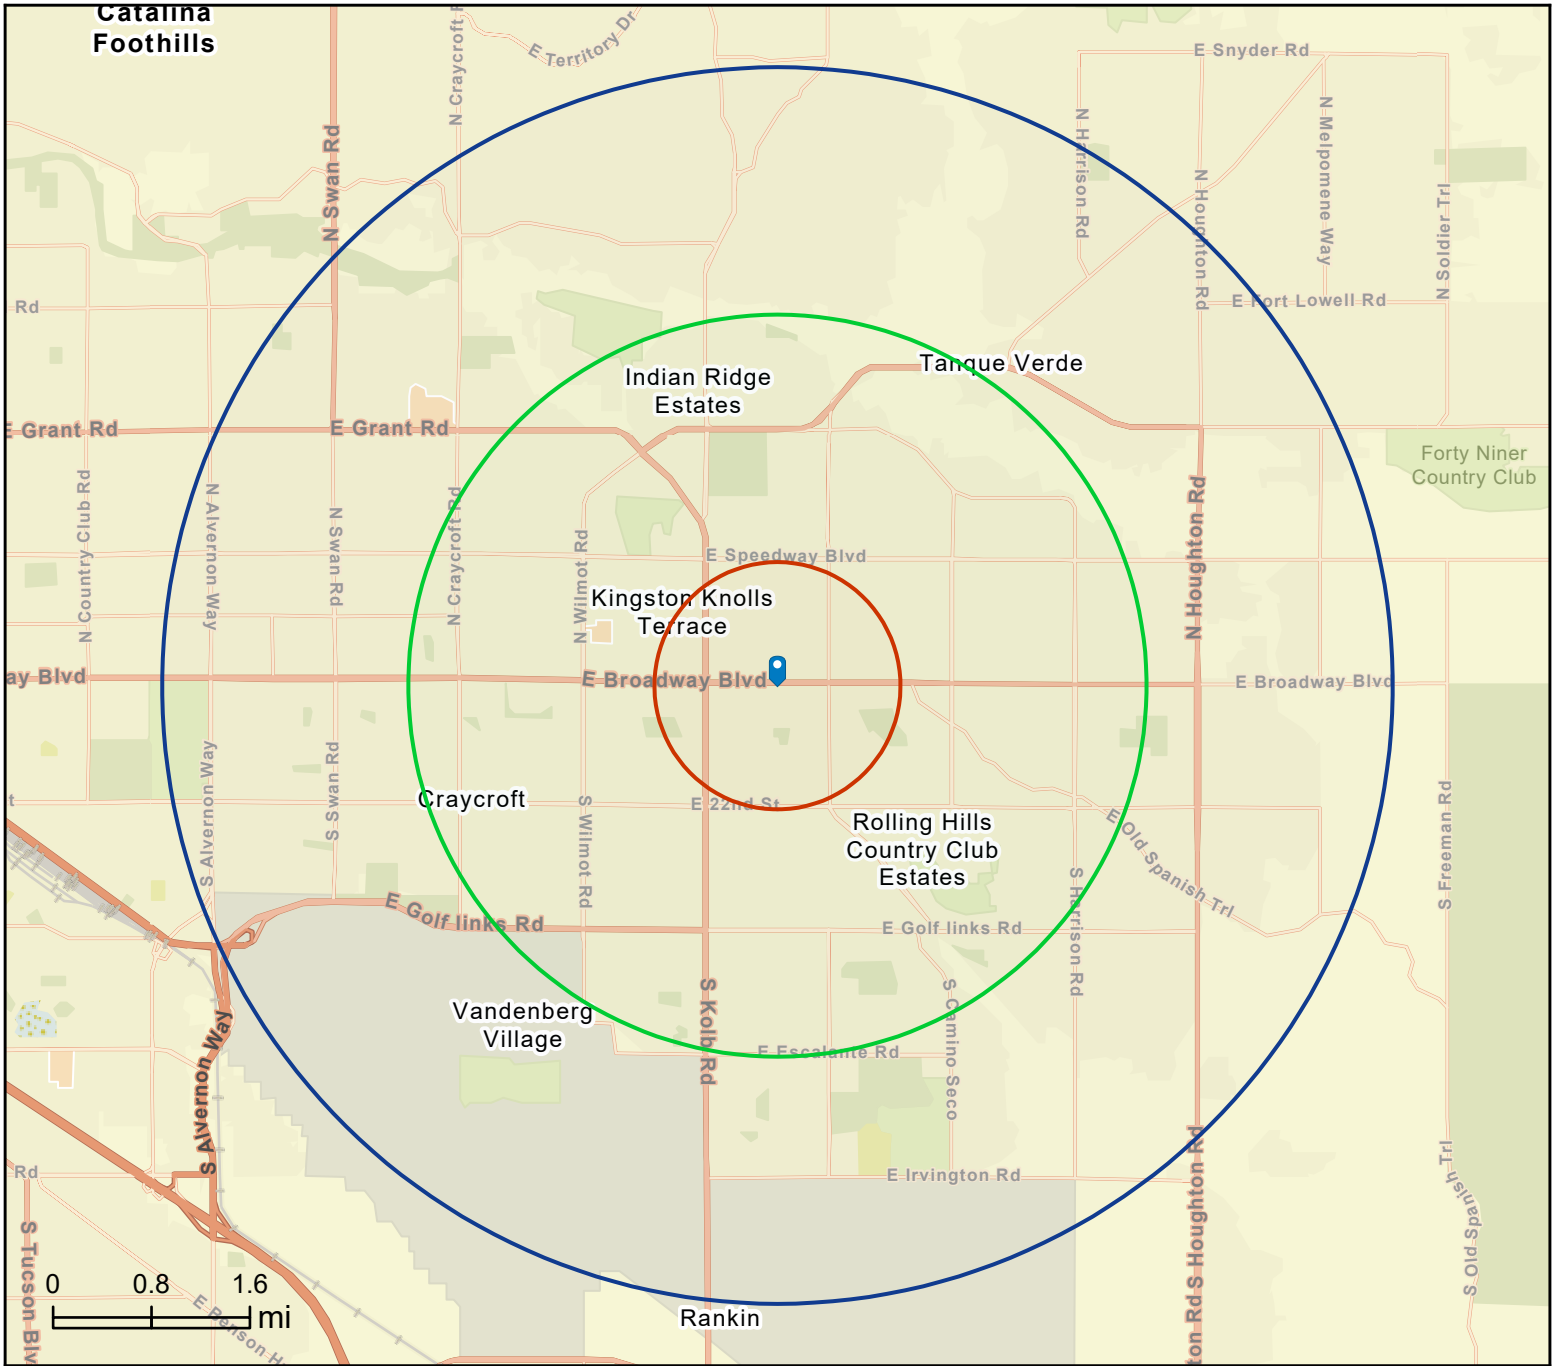 Catalina
Foothills
E Territory Dr
N Craycroft R
E Snyder Rd
N Swan Rd
N Harrison Rd
N Houghton Rd
N Melpomene Way
N Soldier Trl
Rd
E Fort Lowell Rd
Indian Ridge
Estates
Tanque Verde
E Grant Rd
E Grant Rd
Forty Niner
Country Club
N Country Club Rd
N Alvernon Way
N Swan Rd
N Craycroft Rd
N Wilmot Rd
E Speedway Blvd
N Houghton Rd
Kingston Knolls
Terrace
ay Blvd
E Broadway Blvd
E Broadway Blvd
S Alvernon Way
S Swan Rd
t
Craycroft
S Wilmot Rd
E 22nd St
Rolling Hills
Country Club
Estates
E Old Spanish Trl
S Freeman Rd
S Harrison Rd
E Golf links Rd
E Golf links Rd
Vandenberg
Village
S Kolb Rd
S Camino Seco
E Escalante Rd
S Alvernon Way
Rd
E Irvington Rd
S Houghton Rd
ton Rd
S Old Spanish Trl
S Tucson Blv
E Benson H
0 0.8 1.6
mi
Rankin